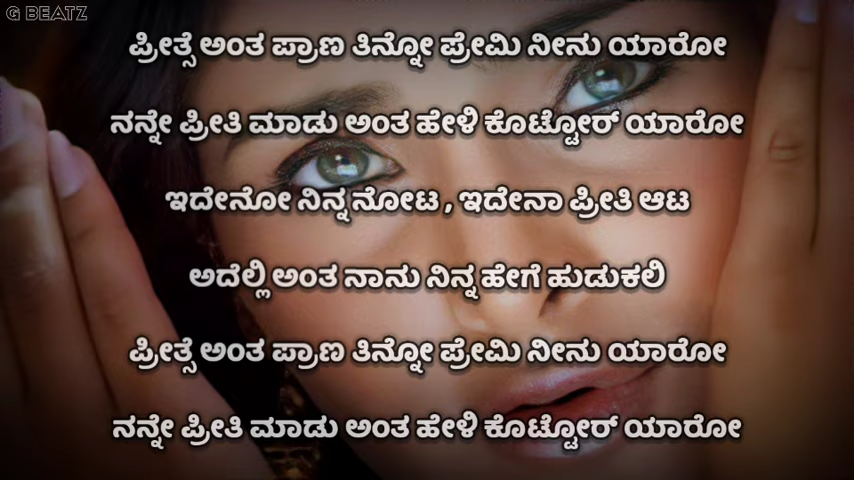 G BEATZ
ಪ್ರೀತ್ಸೆ ಅಂತ ಪ್ರಾಣ ತಿನ್ನೋ ಪ್ರೇಮಿ ನೀನು ಯಾರೋ
ನನ್ನೇ ಪ್ರೀತಿ ಮಾಡು ಅಂತ ಹೇಳಿ ಕೊಟ್ಟೋರ್ ಯಾರೋ
ಇದೇನೋ ನಿನ್ನ ನೋಟ , ಇದೇನಾ ಪ್ರೀತಿ ಆಟ
ಅದೆಲ್ಲಿ ಅಂತ ನಾನು ನಿನ್ನ ಹೇಗೆ ಹುಡುಕಲಿ
ಪ್ರೀತ್ಸೆ ಅಂತ ಪ್ರಾಣ ತಿನ್ನೋ ಪ್ರೇಮಿ ನೀನು ಯಾರೋ
ನನ್ನೇ ಪ್ರೀತಿ ಮಾಡು ಅಂತ ಹೇಳಿ ಕೊಟ್ಟೋರ್ ಯಾರೋ